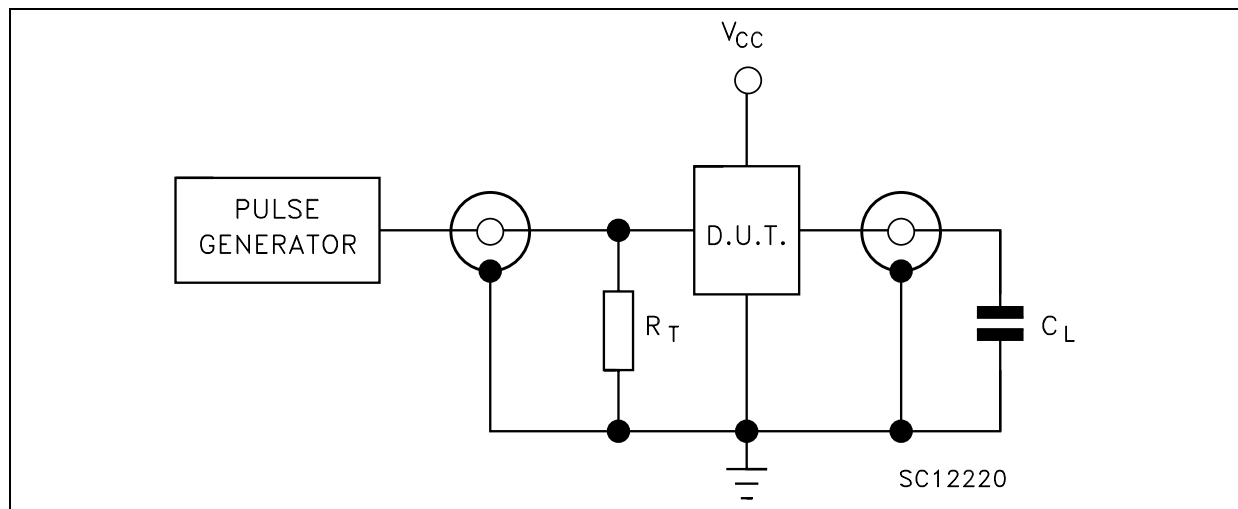 VCC
PULSE
GENERATOR
D.U.T.
RT
CL
SC12220